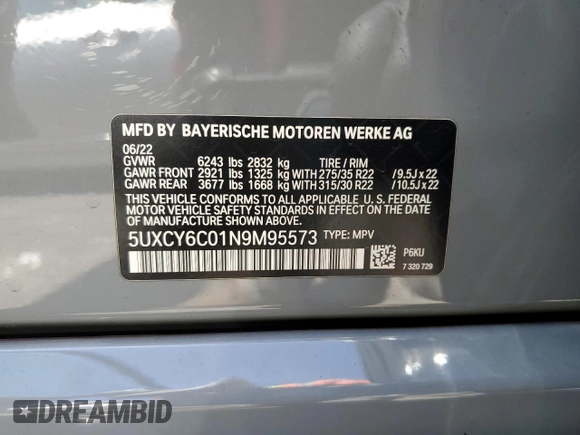 MFD BY BAYERISCHE MOTOREN WERKE AG
06/22
GVWR 6243 lbs 2832 kg TIRE / RIM
GAWR FRONT 2921 lbs 1325 kg WITH 275/35 R22 /9.5J x 22
GAWR REAR 3677 lbs 1668 kg WITH 315/30 R22 /10.5J x 22
THIS VEHICLE CONFORMS TO ALL APPLICABLE U. S. FEDERAL
MOTOR VEHICLE SAFETY STANDARDS IN EFFECT ON THE DATE
OF MANUFACTURE SHOWN ABOVE.
5UXCY6C01N9M95573 TYPE: MPV
P6KU
7 320 729
DREAMBID